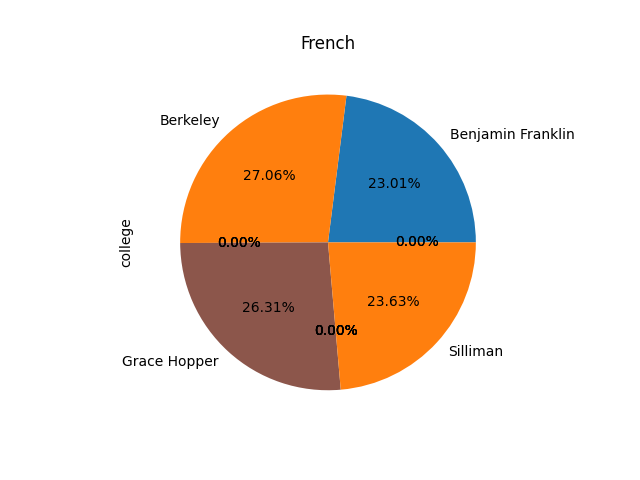 French
Berkeley
Benjamin Franklin
27.06%
23.01%
0.00%
0.00%
college
26.31%
23.63%
0.00%
Grace Hopper
Silliman